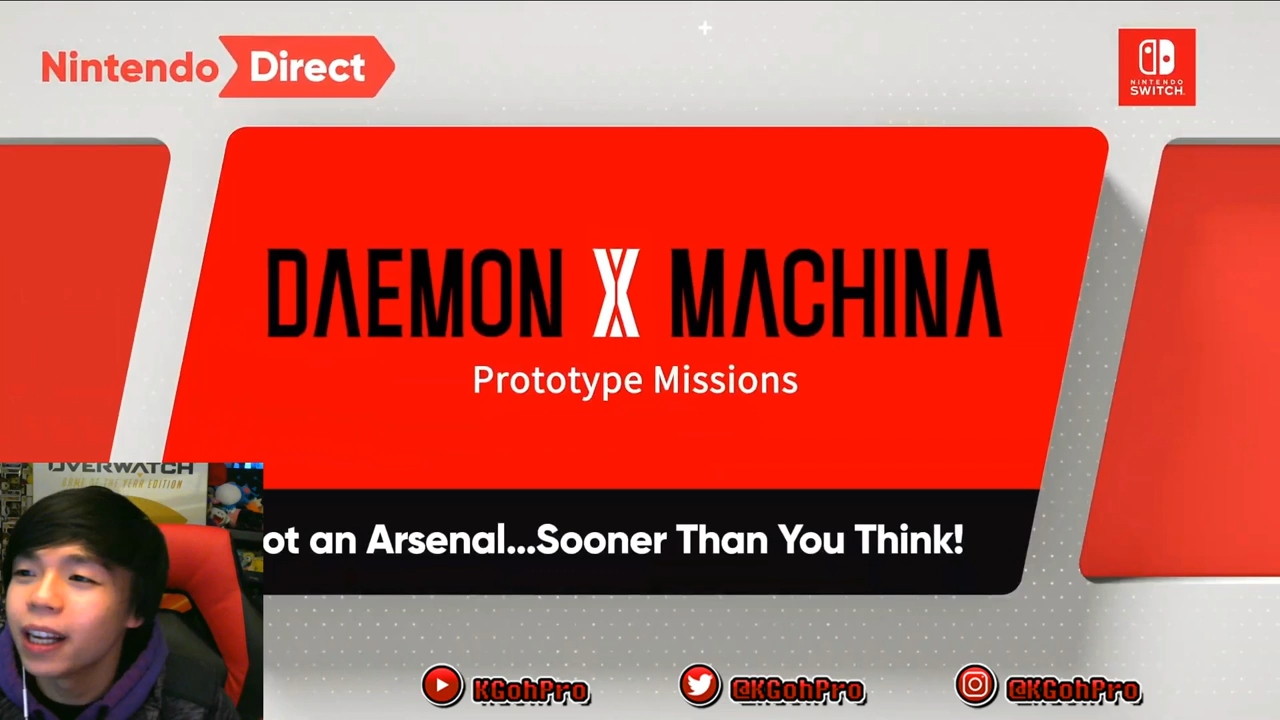 Nintendo Direct
NINTENDO
SWITCH
DAEMON X MACHINA
Prototype Missions
ot an Arsenal...Sooner Than You Think!
OVERWATCH
GAME OF THE YEAR EDITION
KGohPro
@KGohPro
@KGohPro